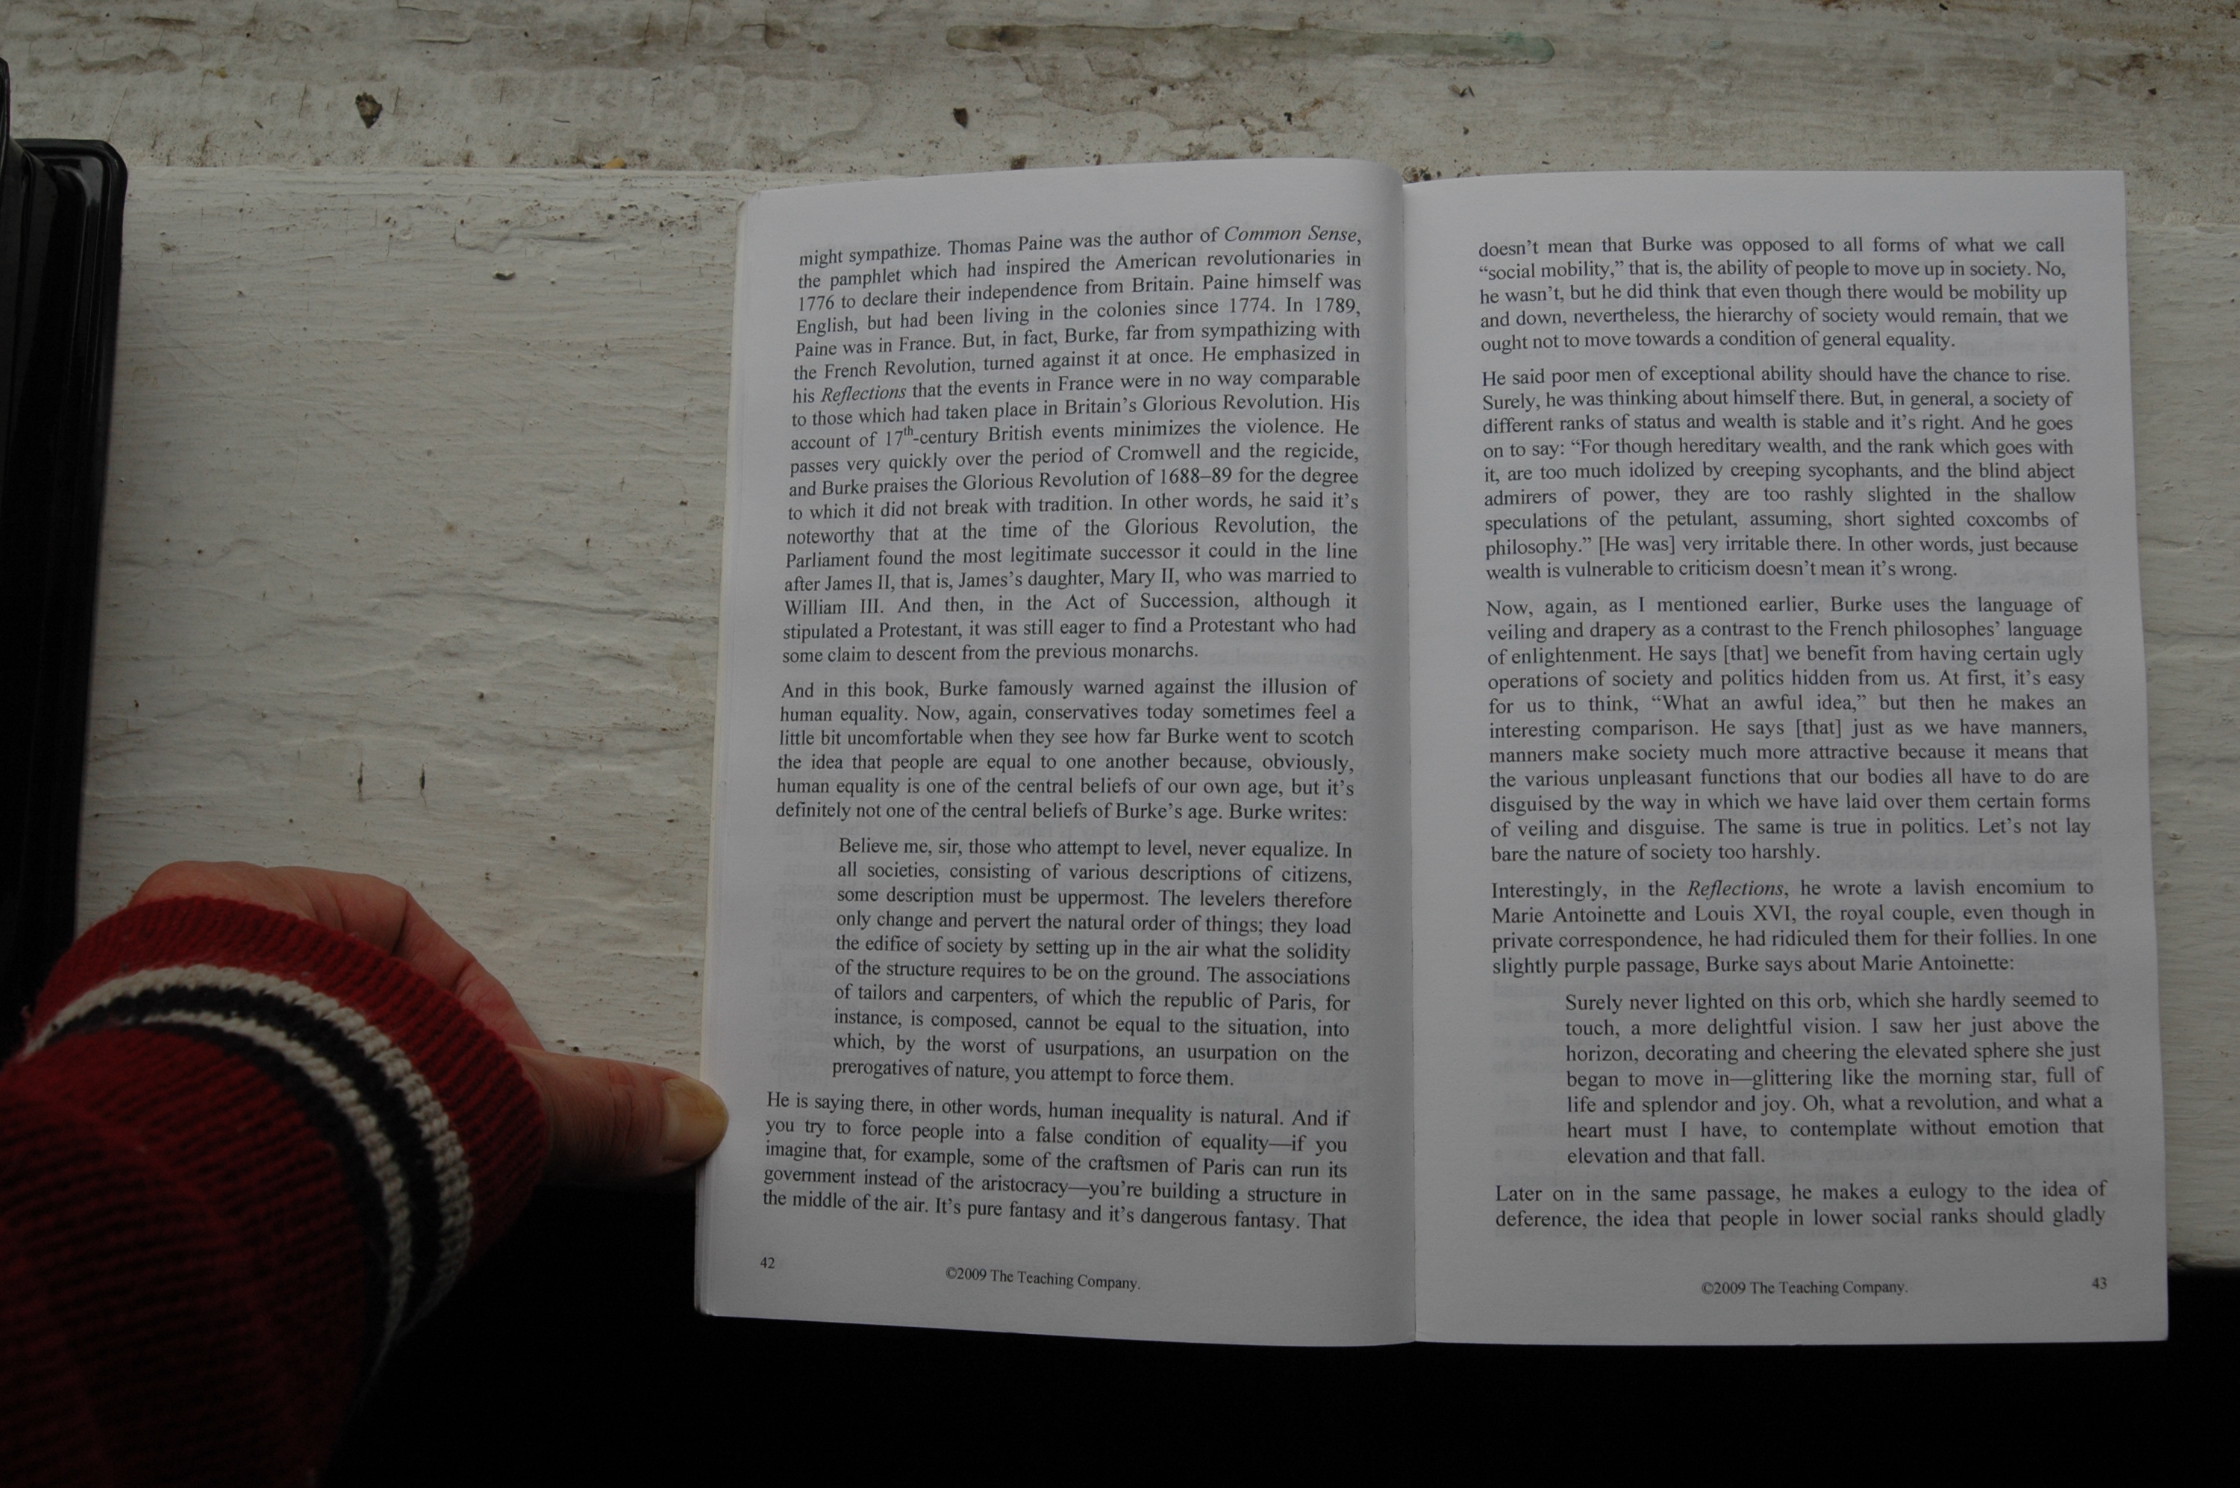 might sympathize. Thomas Paine was the author of Common Sense,
the pamphlet which had inspired the American revolutionaries in
1776 to declare their independence from Britain. Paine himself was
English, but had been living in the colonies since 1774. In 1789,
Paine was in France. But, in fact, Burke, far from sympathizing with
the French Revolution, turned against it at once. He emphasized in
his Reflections that the events in France were in no way comparable
to those which had taken place in Britain's Glorious Revolution. His
account of 17th-century British events minimizes the violence. He
passes very quickly over the period of Cromwell and the regicide,
and Burke praises the Glorious Revolution of 1688–89 for the degree
to which it did not break with tradition. In other words, he said it's
noteworthy that at the time of the Glorious Revolution, the
Parliament found the most legitimate successor it could in the line
after James II, that is, James's daughter, Mary II, who was married to
William III. And then, in the Act of Succession, although it
stipulated a Protestant, it was still eager to find a Protestant who had
some claim to descent from the previous monarchs.
And in this book, Burke famously warned against the illusion of
human equality. Now, again, conservatives today sometimes feel a
little bit uncomfortable when they see how far Burke went to scotch
the idea that people are equal to one another because, obviously,
human equality is one of the central beliefs of our own age, but it's
definitely not one of the central beliefs of Burke's age. Burke writes:
Believe me, sir, those who attempt to level, never equalize. In
all societies, consisting of various descriptions of citizens,
some description must be uppermost. The levelers therefore
only change and pervert the natural order of things; they load
the edifice of society by setting up in the air what the solidity
of the structure requires to be on the ground. The associations
of tailors and carpenters, of which the republic of Paris, for
instance, is composed, cannot be equal to the situation, into
which, by the worst of usurpations, an usurpation on the
prerogatives of nature, you attempt to force them.
He is saying there, in other words, human inequality is natural. And if
you try to force people into a false condition of equality—if you
imagine that, for example, some of the craftsmen of Paris can run its
government instead of the aristocracy—you're building a structure in
the middle of the air. It's pure fantasy and it's dangerous fantasy. That
42
©2009 The Teaching Company.
doesn't mean that Burke was opposed to all forms of what we call
"social mobility," that is, the ability of people to move up in society. No,
he wasn't, but he did think that even though there would be mobility up
and down, nevertheless, the hierarchy of society would remain, that we
ought not to move towards a condition of general equality.
He said poor men of exceptional ability should have the chance to rise.
Surely, he was thinking about himself there. But, in general, a society of
different ranks of status and wealth is stable and it's right. And he goes
on to say: "For though hereditary wealth, and the rank which goes with
it, are too much idolized by creeping sycophants, and the blind abject
admirers of power, they are too rashly slighted in the shallow
speculations of the petulant, assuming, short sighted coxcombs of
philosophy." [He was] very irritable there. In other words, just because
wealth is vulnerable to criticism doesn't mean it's wrong.
Now, again, as I mentioned earlier, Burke uses the language of
veiling and drapery as a contrast to the French philosophes' language
of enlightenment. He says [that] we benefit from having certain ugly
operations of society and politics hidden from us. At first, it's easy
for us to think, "What an awful idea," but then he makes an
interesting comparison. He says [that] just as we have manners,
manners make society much more attractive because it means that
the various unpleasant functions that our bodies all have to do are
disguised by the way in which we have laid over them certain forms
of veiling and disguise. The same is true in politics. Let's not lay
bare the nature of society too harshly.
Interestingly, in the Reflections, he wrote a lavish encomium to
Marie Antoinette and Louis XVI, the royal couple, even though in
private correspondence, he had ridiculed them for their follies. In one
slightly purple passage, Burke says about Marie Antoinette:
Surely never lighted on this orb, which she hardly seemed to
touch, a more delightful vision. I saw her just above the
horizon, decorating and cheering the elevated sphere she just
began to move in—glittering like the morning star, full of
life and splendor and joy. Oh, what a revolution, and what a
heart must I have, to contemplate without emotion that
elevation and that fall.
Later on in the same passage, he makes a eulogy to the idea of
deference, the idea that people in lower social ranks should gladly
©2009 The Teaching Company.
43